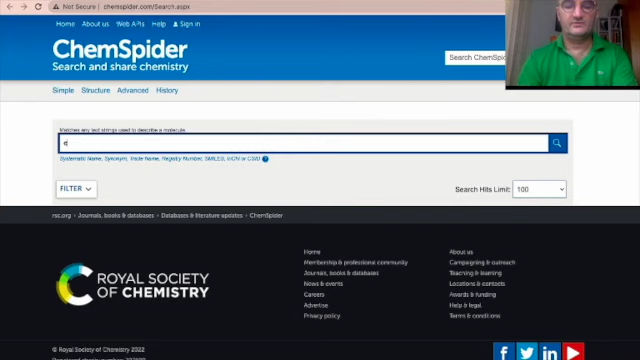 Not Secure | chemspider.com/Search.aspx
Home About us Web APIs Help Sign in
ChemSpider
Search and share chemistry
Search ChemSpid
Simple Structure Advanced History
Matches any text strings used to describe a molecule.
c
Systematic Name, Synonym, Trade Name, Registry Number, SMILES, InChI or CSID ?
FILTER
Search Hits Limit: 100
rsc.org › Journals, books & databases › Databases & literature updates › ChemSpider
ROYAL SOCIETY
OF CHEMISTRY
Home
Membership & professional community
Journals, books & databases
News & events
Careers
Advertise
Privacy policy
About us
Campaigning & outreach
Teaching & learning
Locations & contacts
Awards & funding
Help & legal
Terms & conditions
© Royal Society of Chemistry 2022